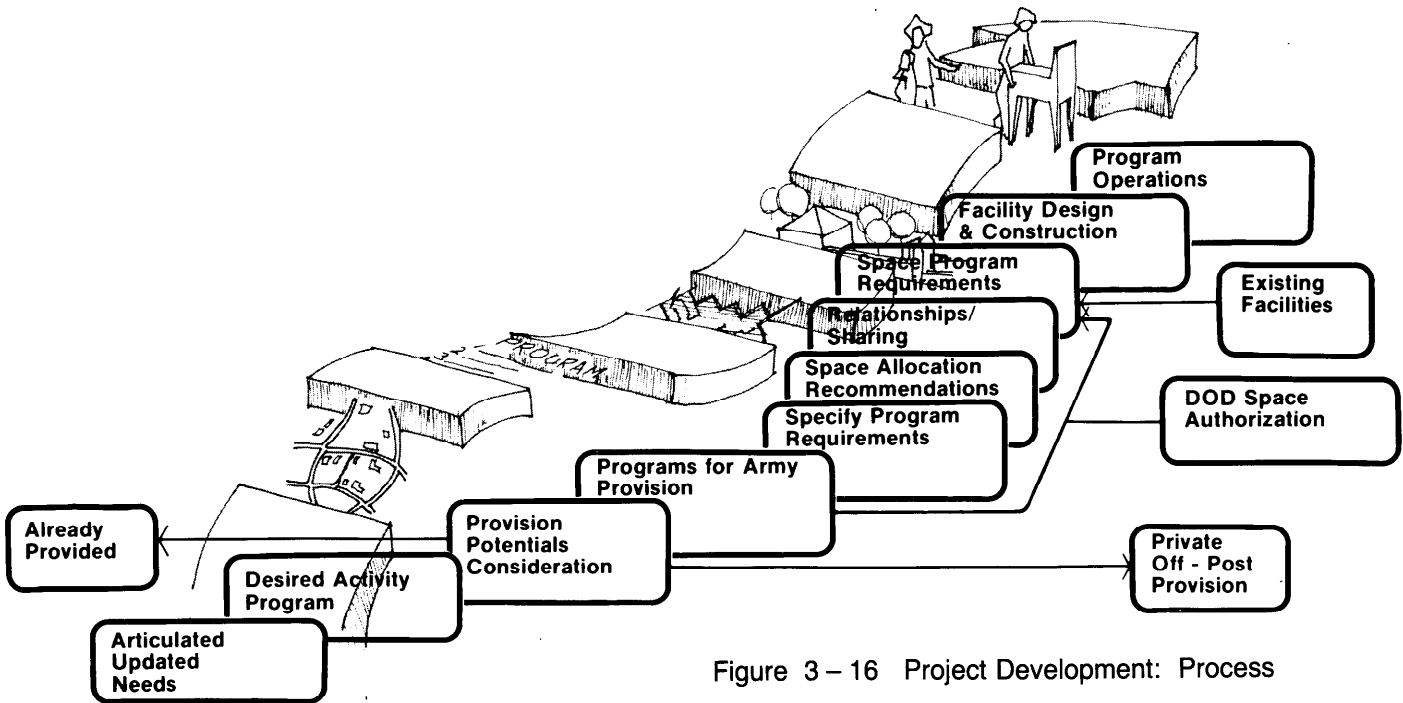 Program
Operations
Facility Design
& Construction
Space Program
Requirements
Existing
Facilities
Relationships/
Sharing
PROGRAM
Space Allocation
Recommendations
DOD Space
Authorization
Specify Program
Requirements
Programs for Army
Provision
Already
Provided
Provision
Potentials
Consideration
Private
Off - Post
Provision
Desired Activity
Program
Articulated
Updated
Needs
Figure 3 – 16 Project Development: Process